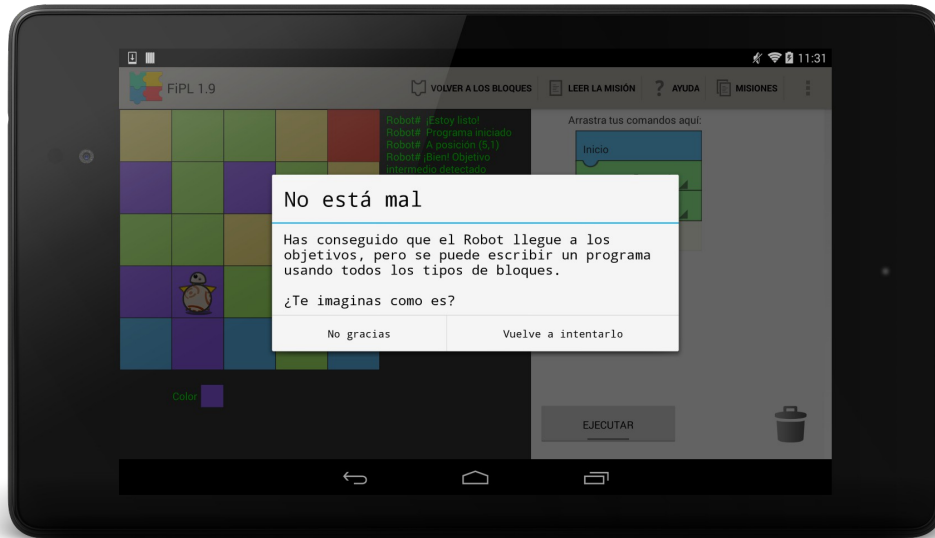 11:31
FiPL 1.9
VOLVER A LOS BLOQUES
LEER LA MISIÓN
? AYUDA
MISIONES
Robot# ¡Estoy listo!
Robot# Programa iniciado
Robot# A posición (5,1)
Robot# ¡Bien! Objetivo
intermedio detectado
Arrastra tus comandos aquí:
Inicio
No está mal
Has conseguido que el Robot llegue a los
objetivos, pero se puede escribir un programa
usando todos los tipos de bloques.
¿Te imaginas como es?
No gracias
Vuelve a intentarlo
Color
EJECUTAR